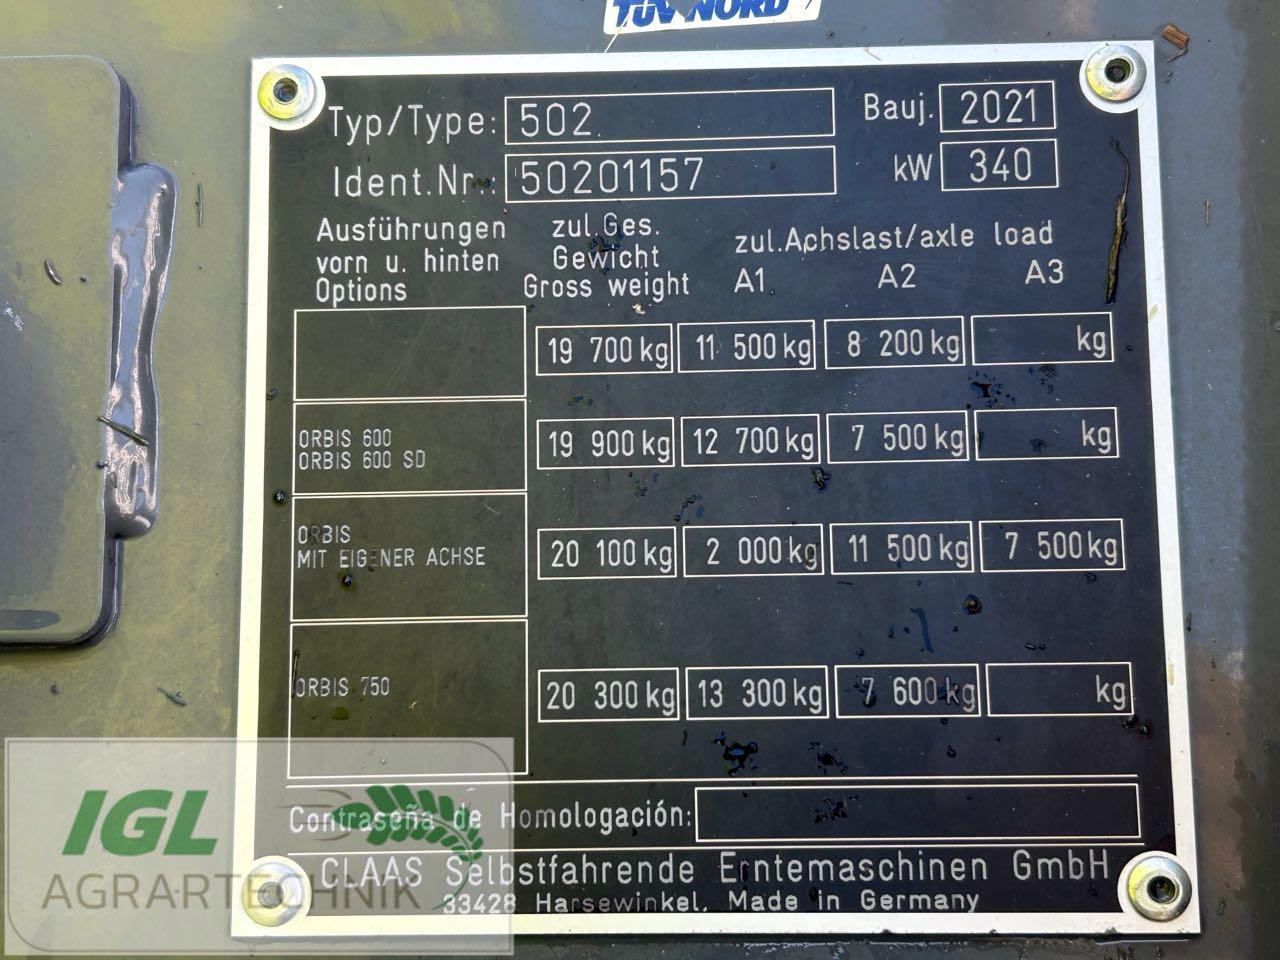 TÜV NORD
Typ/Type: 502 Bauj. 2021
Ident.Nr.: 50201157 kW 340
Ausführungen vorn u. hinten Options
zul.Ges. Gewicht Gross weight
zul.Aphslast/axle load
A1 A2 A3
19 700 kg 11 500 kg 8 200 kg kg
ORBIS 600
ORBIS 600 SD
19 900 kg 12 700 kg 7 500 kg kg
ORBIS
MIT EIGENER ACHSE
20 100 kg 2 000 kg 11 500 kg 7 500 kg
ORBIS 750
20 300 kg 13 300 kg 7 600 kg kg
Contraseña de Homologación:
CLAAS Selbstfahrende Erntemaschinen GmbH
33428 Harsewinkel, Made in Germany
IGL
AGRARTECHNIK